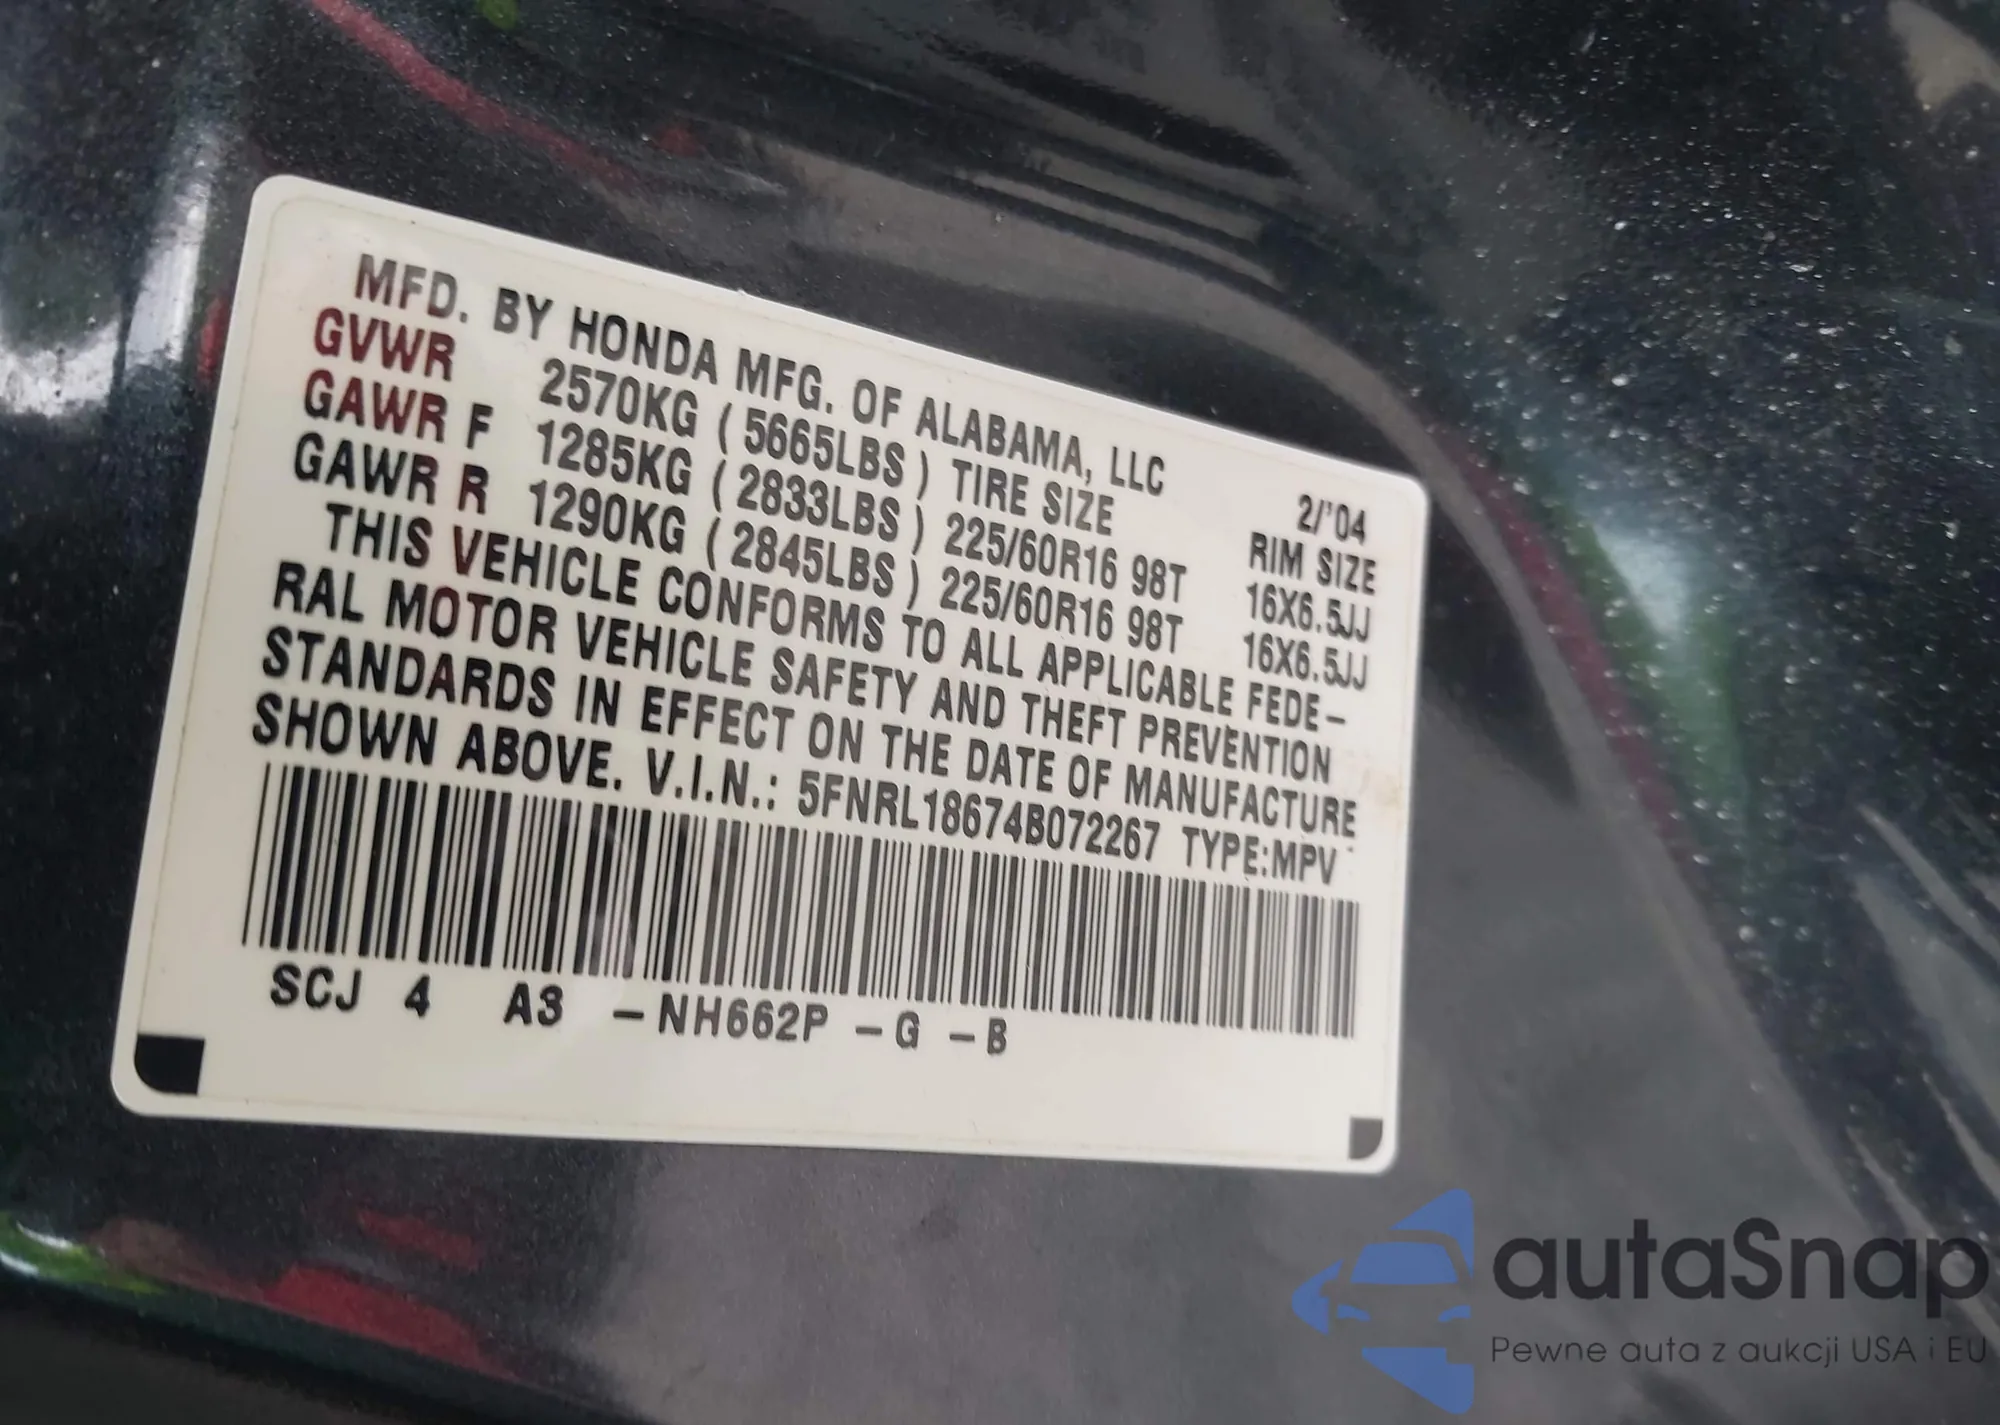 MFD. BY HONDA MFG. OF ALABAMA, LLC 2/'04
GVWR 2570KG ( 5665LBS ) TIRE SIZE RIM SIZE
GAWR F 1285KG ( 2833LBS ) 225/60R16 98T 16X6.5JJ
GAWR R 1290KG ( 2845LBS ) 225/60R16 98T 16X6.5JJ
THIS VEHICLE CONFORMS TO ALL APPLICABLE FEDE-
RAL MOTOR VEHICLE SAFETY AND THEFT PREVENTION
STANDARDS IN EFFECT ON THE DATE OF MANUFACTURE
SHOWN ABOVE. V.I.N.: 5FNRL18674B072267 TYPE:MPV
SCJ 4 A3 -NH662P -G -B
autaSnap
Pewne auta z aukcji USA i EU